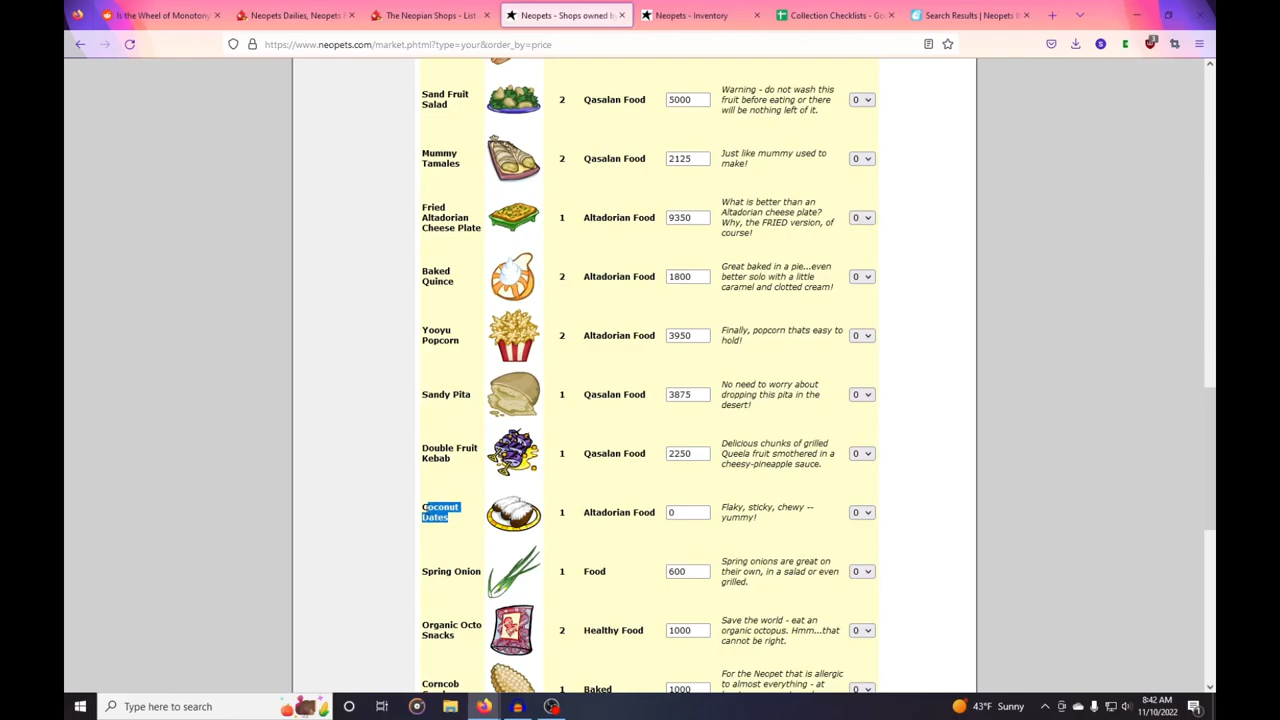 Is the Wheel of Monotony
Neopets Dailies, Neopets F
The Neopian Shops - List
Neopets - Shops owned b
Neopets - Inventory
Collection Checklists - Go
Search Results | Neopets It
https://www.neopets.com/market.phtml?type=your&order_by=price
Sand Fruit Salad 2 Qasalan Food 5000 Warning - do not wash this fruit before eating or there will be nothing left of it. 0
Mummy Tamales 2 Qasalan Food 2125 Just like mummy used to make! 0
Fried Altadorian Cheese Plate 1 Altadorian Food 9350 What is better than an Altadorian cheese plate? Why, the FRIED version, of course! 0
Baked Quince 2 Altadorian Food 1800 Great baked in a pie...even better solo with a little caramel and clotted cream! 0
Yooyu Popcorn 2 Altadorian Food 3950 Finally, popcorn thats easy to hold! 0
Sandy Pita 1 Qasalan Food 3875 No need to worry about dropping this pita in the desert! 0
Double Fruit Kebab 1 Qasalan Food 2250 Delicious chunks of grilled Queela fruit smothered in a cheesy-pineapple sauce. 0
Coconut Dates 1 Altadorian Food 0 Flaky, sticky, chewy -- yummy! 0
Spring Onion 1 Food 600 Spring onions are great on their own, in a salad or even grilled. 0
Organic Octo Snacks 2 Healthy Food 1000 Save the world - eat an organic octopus. Hmm...that cannot be right. 0
Corncob 1 Baked 1000 For the Neopet that is allergic to almost everything - at 0
Type here to search
43°F Sunny
8:42 AM
11/10/2022